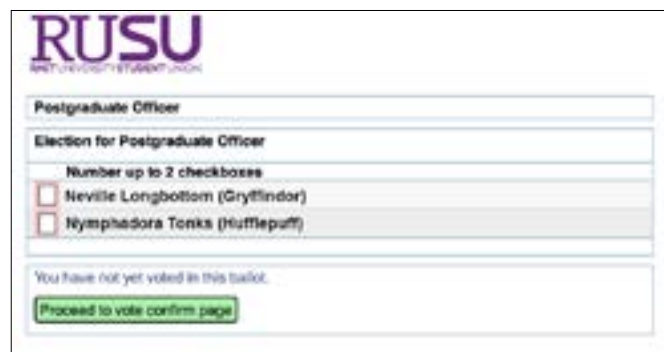 RUSU
RMIT UNIVERSITY STUDENT UNION
Postgraduate Officer
Election for Postgraduate Officer
Number up to 2 checkboxes
Neville Longbottom (Gryffindor)
Nymphadora Tonks (Hufflepuff)
You have not yet voted in this ballot.
Proceed to vote confirm page